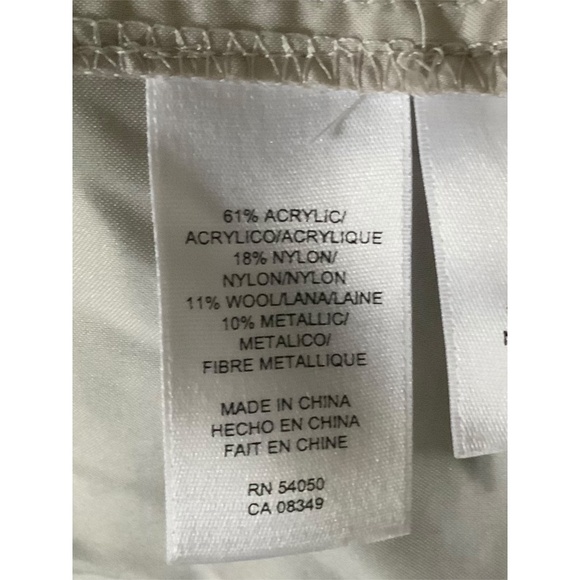 61% ACRYLIC/
ACRYLICO/ACRYLIQUE
18% NYLON/
NYLON/NYLON
11% WOOL/LANA/LAINE
10% METALLIC/
METALICO/
FIBRE METALLIQUE
MADE IN CHINA
HECHO EN CHINA
FAIT EN CHINE
RN 54050
CA 08349